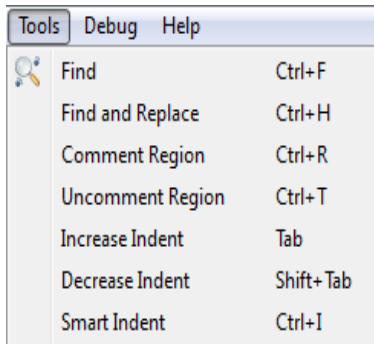 Tools Debug Help
Find Ctrl+F
Find and Replace Ctrl+H
Comment Region Ctrl+R
Uncomment Region Ctrl+T
Increase Indent Tab
Decrease Indent Shift+Tab
Smart Indent Ctrl+I